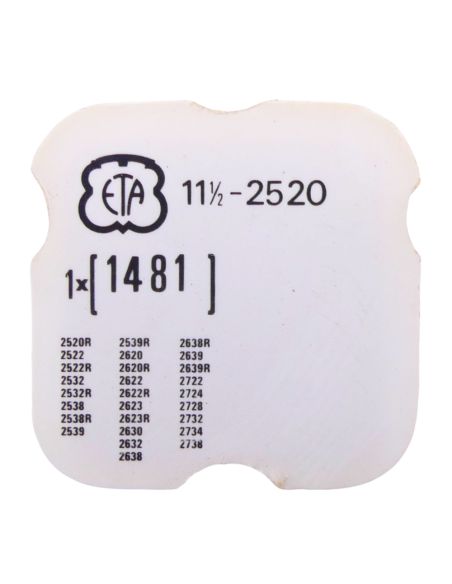 ETA 11½-2520
1x[1481]
2520R 2539R 2638R
2522 2620 2639
2522R 2620R 2639R
2532 2622 2722
2532R 2622R 2724
2538 2623 2728
2538R 2623R 2732
2539 2630 2734
2632 2738
2638